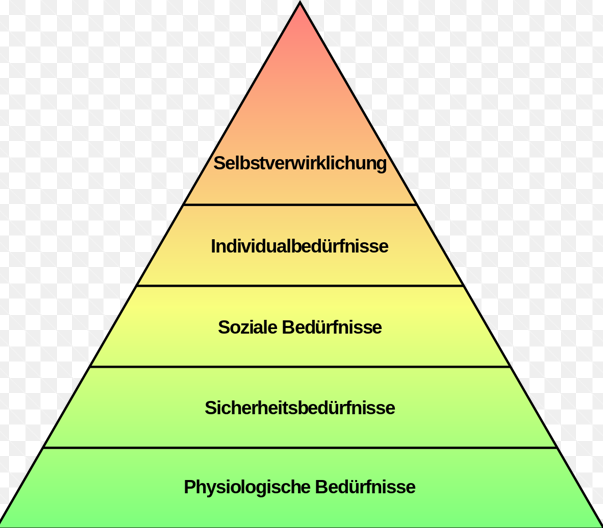 Selbstverwirklichung
Individualbedürfnisse
Soziale Bedürfnisse
Sicherheitsbedürfnisse
Physiologische Bedürfnisse